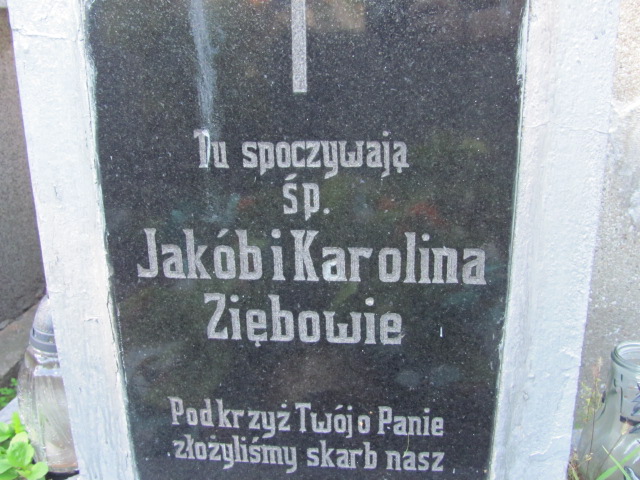 Tu spoczywają
śp.
Jakób i Karolina
Ziębowie
Pod krzyż Twój o Panie
złożyliśmy skarb nasz